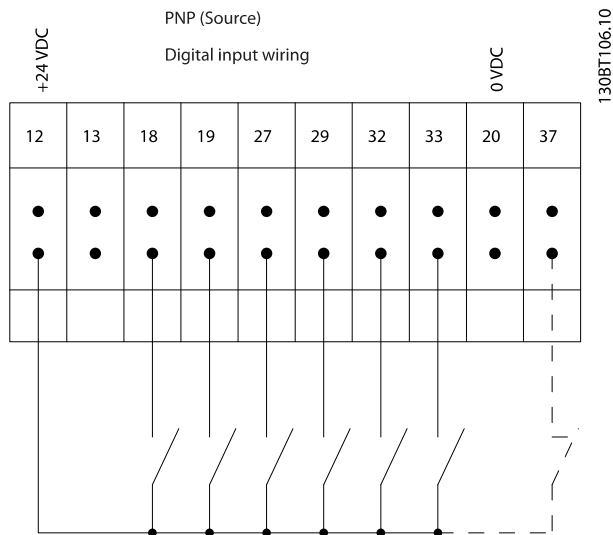 PNP (Source)
Digital input wiring
+24 VDC
0 VDC
130BT106.10
12 13 18 19 27 29 32 33 20 37